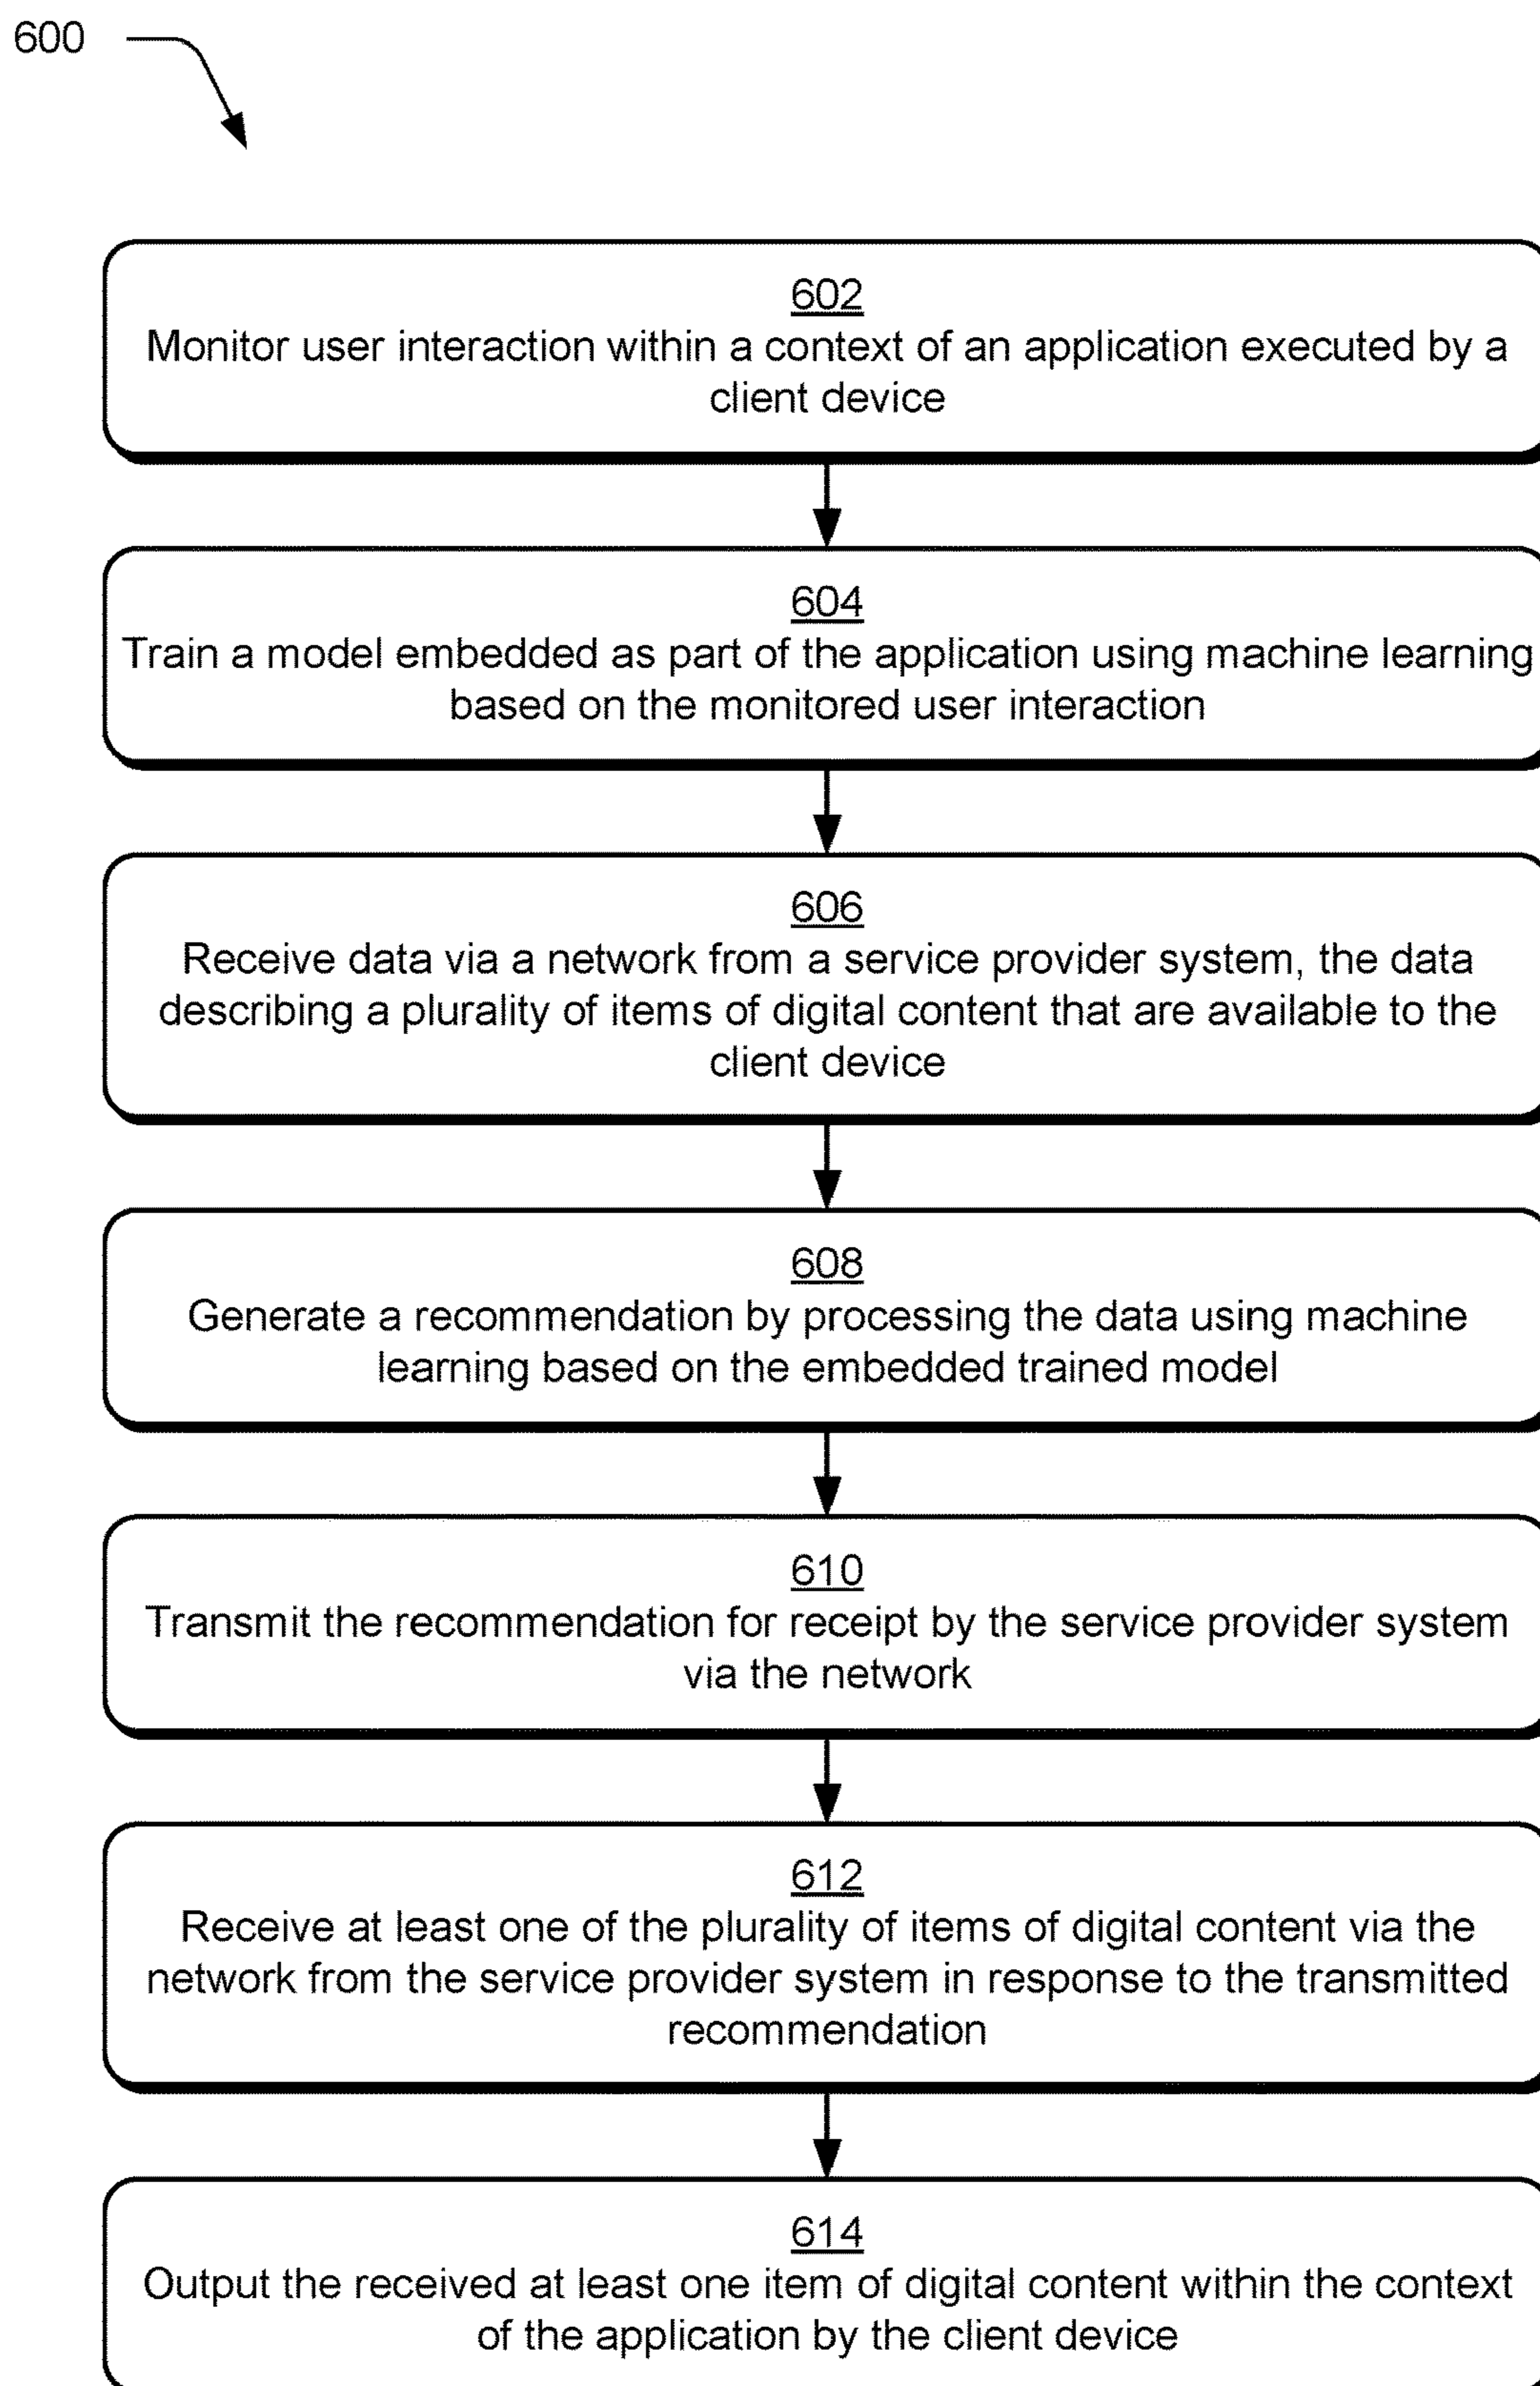 600
602
Monitor user interaction within a context of an application executed by a
client device
604
Train a model embedded as part of the application using machine learning
based on the monitored user interaction
606
Receive data via a network from a service provider system, the data
describing a plurality of items of digital content that are available to the
client device
608
Generate a recommendation by processing the data using machine
learning based on the embedded trained model
610
Transmit the recommendation for receipt by the service provider system
via the network
612
Receive at least one of the plurality of items of digital content via the
network from the service provider system in response to the transmitted
recommendation
614
Output the received at least one item of digital content within the context
of the application by the client device